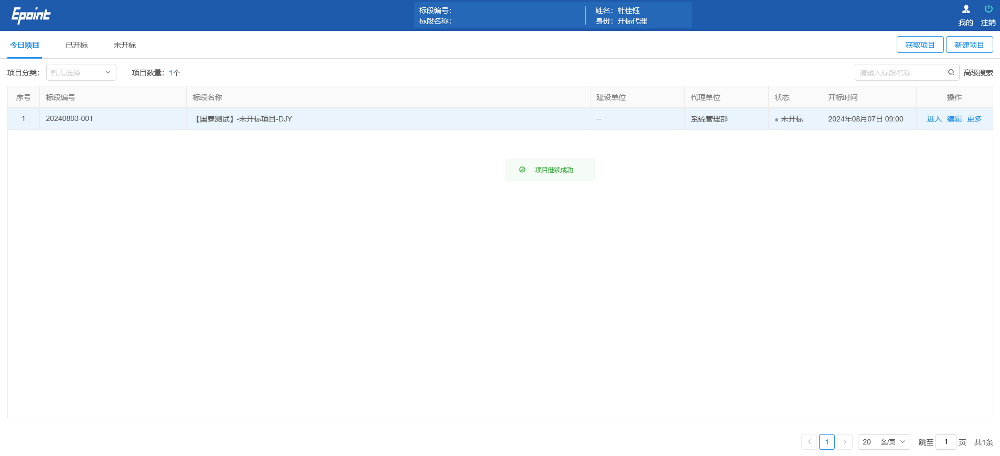 Epoint
标段编号：
标段名称：
姓名：杜佳钰
身份：开标代理
我的
注销
今日项目
已开标
未开标
获取项目
新建项目
项目分类：
暂无选择
项目数量：1个
请输入标段名称
高级搜索
序号 标段编号 标段名称 建设单位 代理单位 状态 开标时间 操作
1 20240803-001 【国泰测试】-未开标项目-DJY -- 系统管理部 未开标 2024年08月07日 09:00 进入 编辑 更多
项目继续成功
1 20 条/页 跳至 1 页 共1条